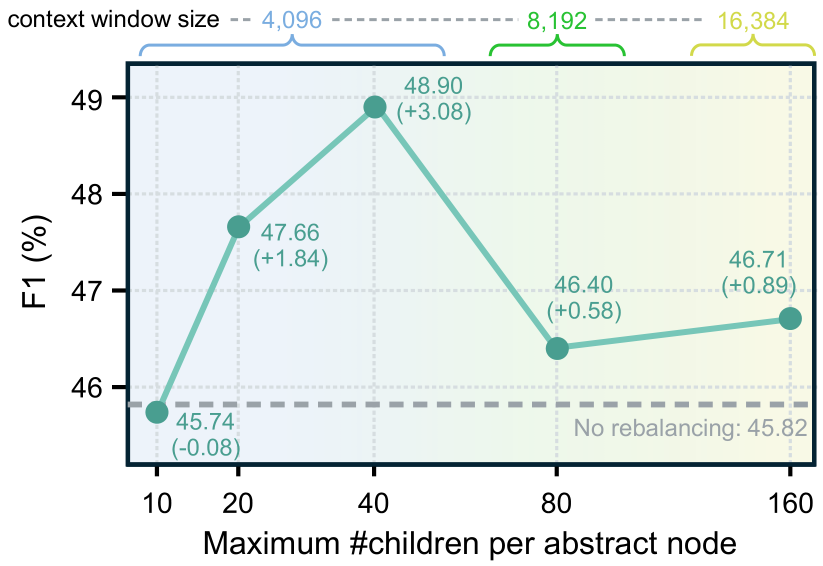 context window size 4,096 8,192 16,384
49
48.90
(+3.08)
48
47.66
(+1.84)
47
46.40
(+0.58)
46.71
(+0.89)
46
45.74
(-0.08)
No rebalancing: 45.82
F1 (%)
10 20 40 80 160
Maximum #children per abstract node